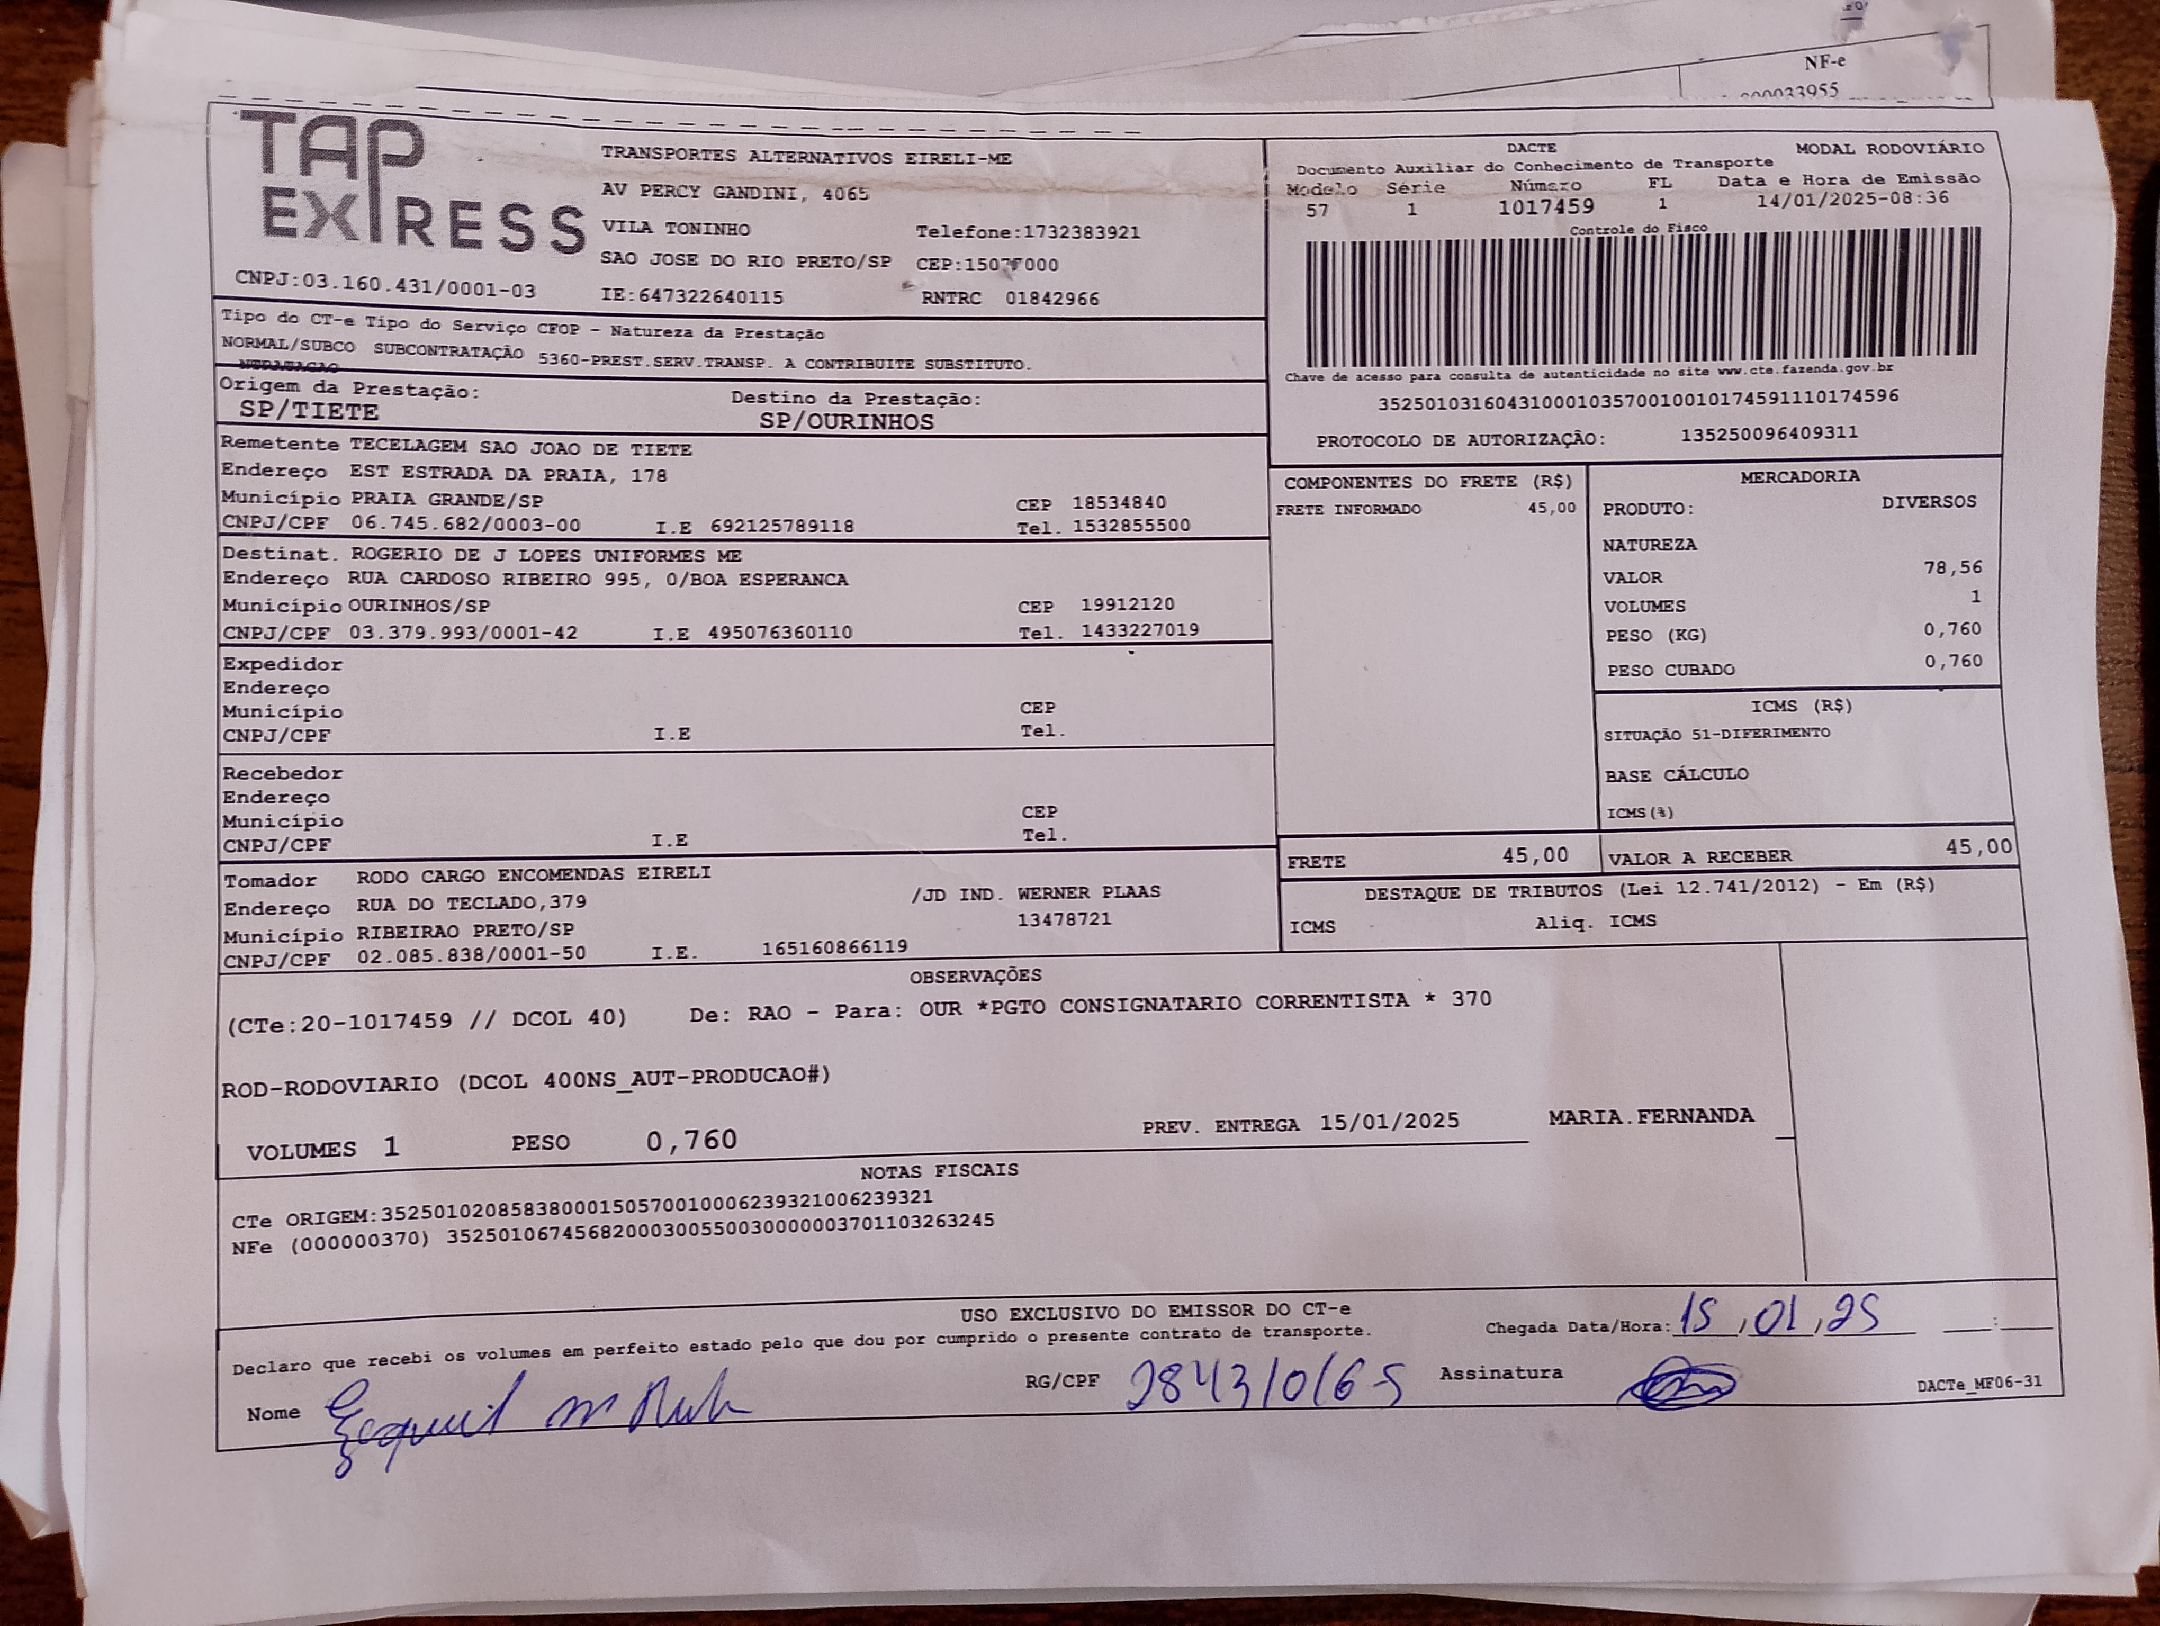 NF-e
TAP
EXPRESS
CNPJ:03.160.431/0001-03
TRANSPORTES ALTERNATIVOS EIRELI-ME
AV PERCY GANDINI, 4065
VILA TONINHO Telefone:1732383921
SAO JOSE DO RIO PRETO/SP
IE:647322640115 RNTRC 01842966
DACTE MODAL RODOVIÁRIO
Documento Auxiliar do Conhecimento de Transporte
Modelo Série Número FL Data e Hora de Emissão
57 1 1017459 1 14/01/2025-08:36
Controle do Fisco
Chave de acesso para consulta de autenticidade no site www.cte.fazenda.gov.br
35250103160431000103570010010174591110174596
PROTOCOLO DE AUTORIZAÇÃO: 135250096409311
Tipo do CT-e Tipo do Serviço CFOP - Natureza da Prestação
NORMAL/SUBCO SUBCONTRATAÇÃO 5360-PREST.SERV.TRANSP. A CONTRIBUITE SUBSTITUTO.
Origem da Prestação: Destino da Prestação:
SP/TIETE SP/OURINHOS
Remetente TECELAGEM SAO JOAO DE TIETE
Endereço EST ESTRADA DA PRAIA, 178
Município PRAIA GRANDE/SP CEP 18534840
CNPJ/CPF 06.745.682/0003-00 I.E 692125789118 Tel. 1532855500
Destinat. ROGERIO DE J LOPES UNIFORMES ME
Endereço RUA CARDOSO RIBEIRO 995, 0/BOA ESPERANCA
Município OURINHOS/SP CEP 19912120
CNPJ/CPF 03.379.993/0001-42 I.E 495076360110 Tel. 1433227019
Expedidor
Endereço
Município CEP
CNPJ/CPF I.E Tel.
Recebedor
Endereço
Município CEP
CNPJ/CPF I.E Tel.
Tomador RODO CARGO ENCOMENDAS EIRELI
Endereço RUA DO TECLADO,379 /JD IND. WERNER PLAAS
Município RIBEIRAO PRETO/SP 13478721
CNPJ/CPF 02.085.838/0001-50 I.E. 165160866119
COMPONENTES DO FRETE (R$)
FRETE INFORMADO 45,00
MERCADORIA
PRODUTO: DIVERSOS
NATUREZA
VALOR 78,56
VOLUMES 1
PESO (KG) 0,760
PESO CUBADO 0,760
ICMS (R$)
SITUAÇÃO 51-DIFERIMENTO
BASE CÁLCULO
ICMS(%)
FRETE 45,00 VALOR A RECEBER 45,00
DESTAQUE DE TRIBUTOS (Lei 12.741/2012) - Em (R$)
ICMS Aliq. ICMS
OBSERVAÇÕES
(CTe:20-1017459 // DCOL 40) De: RAO - Para: OUR *PGTO CONSIGNATARIO CORRENTISTA * 370
ROD-RODOVIARIO (DCOL 400NS_AUT-PRODUCAO#)
VOLUMES 1 PESO 0,760 PREV. ENTREGA 15/01/2025 MARIA.FERNANDA
NOTAS FISCAIS
CTe ORIGEM:35250102085838000150570010006239321006239321
NFe (000000370) 35250106745682000300550030000003701103263245
USO EXCLUSIVO DO EMISSOR DO CT-e
Declaro que recebi os volumes em perfeito estado pelo que dou por cumprido o presente contrato de transporte. Chegada Data/Hora: 15,01,25 :
Nome RG/CPF Assinatura DACTe_MF06-31